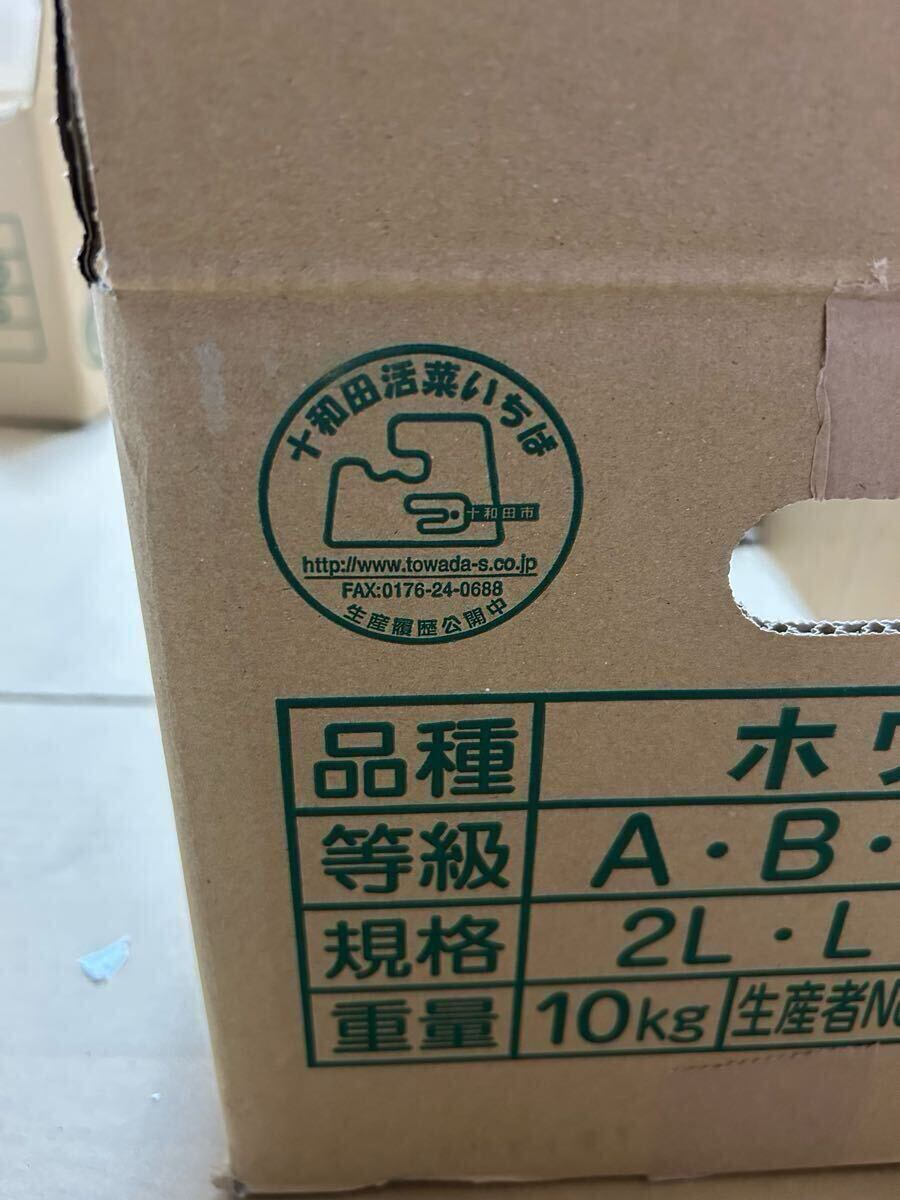 十和田活菜いちば
十和田市
http://www.towada-s.co.jp
FAX:0176-24-0688
生産履歴公開中
品種 ホワ
等級 A・B・
規格 2L・L
重量 10kg 生産者No